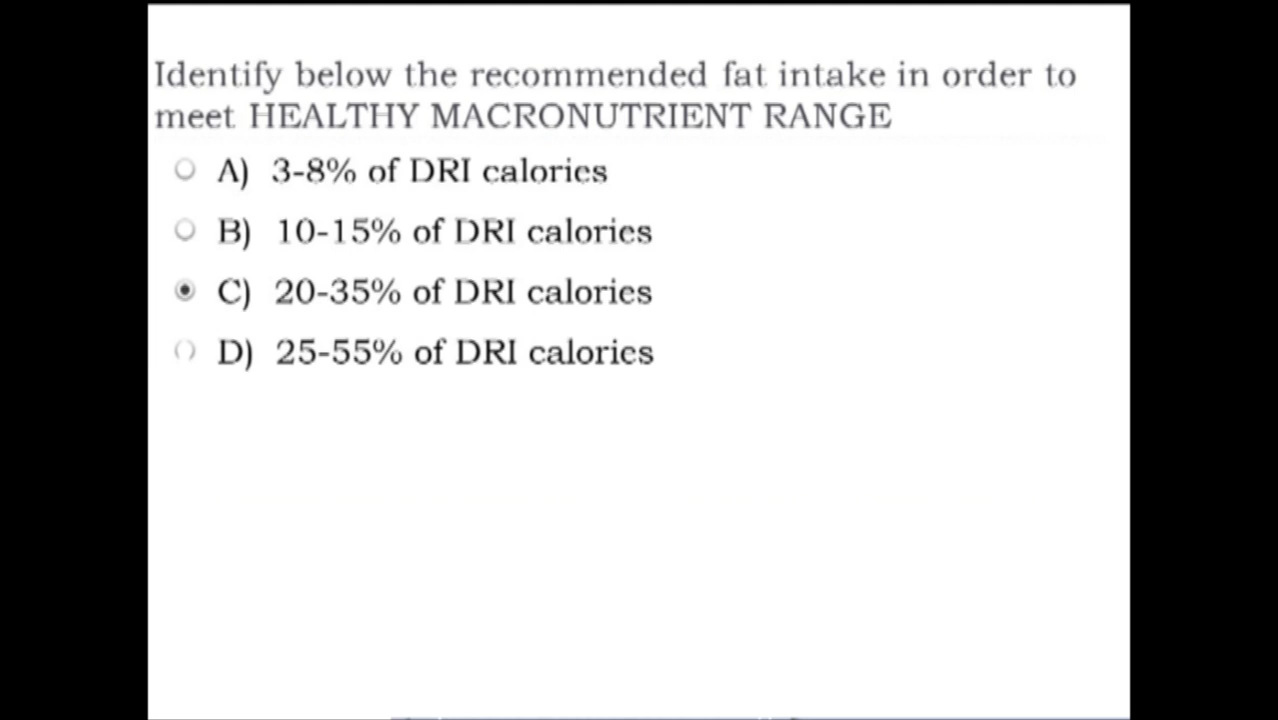 Identify below the recommended fat intake in order to
meet HEALTHY MACRONUTRIENT RANGE
A) 3-8% of DRI calories
B) 10-15% of DRI calories
C) 20-35% of DRI calories
D) 25-55% of DRI calories